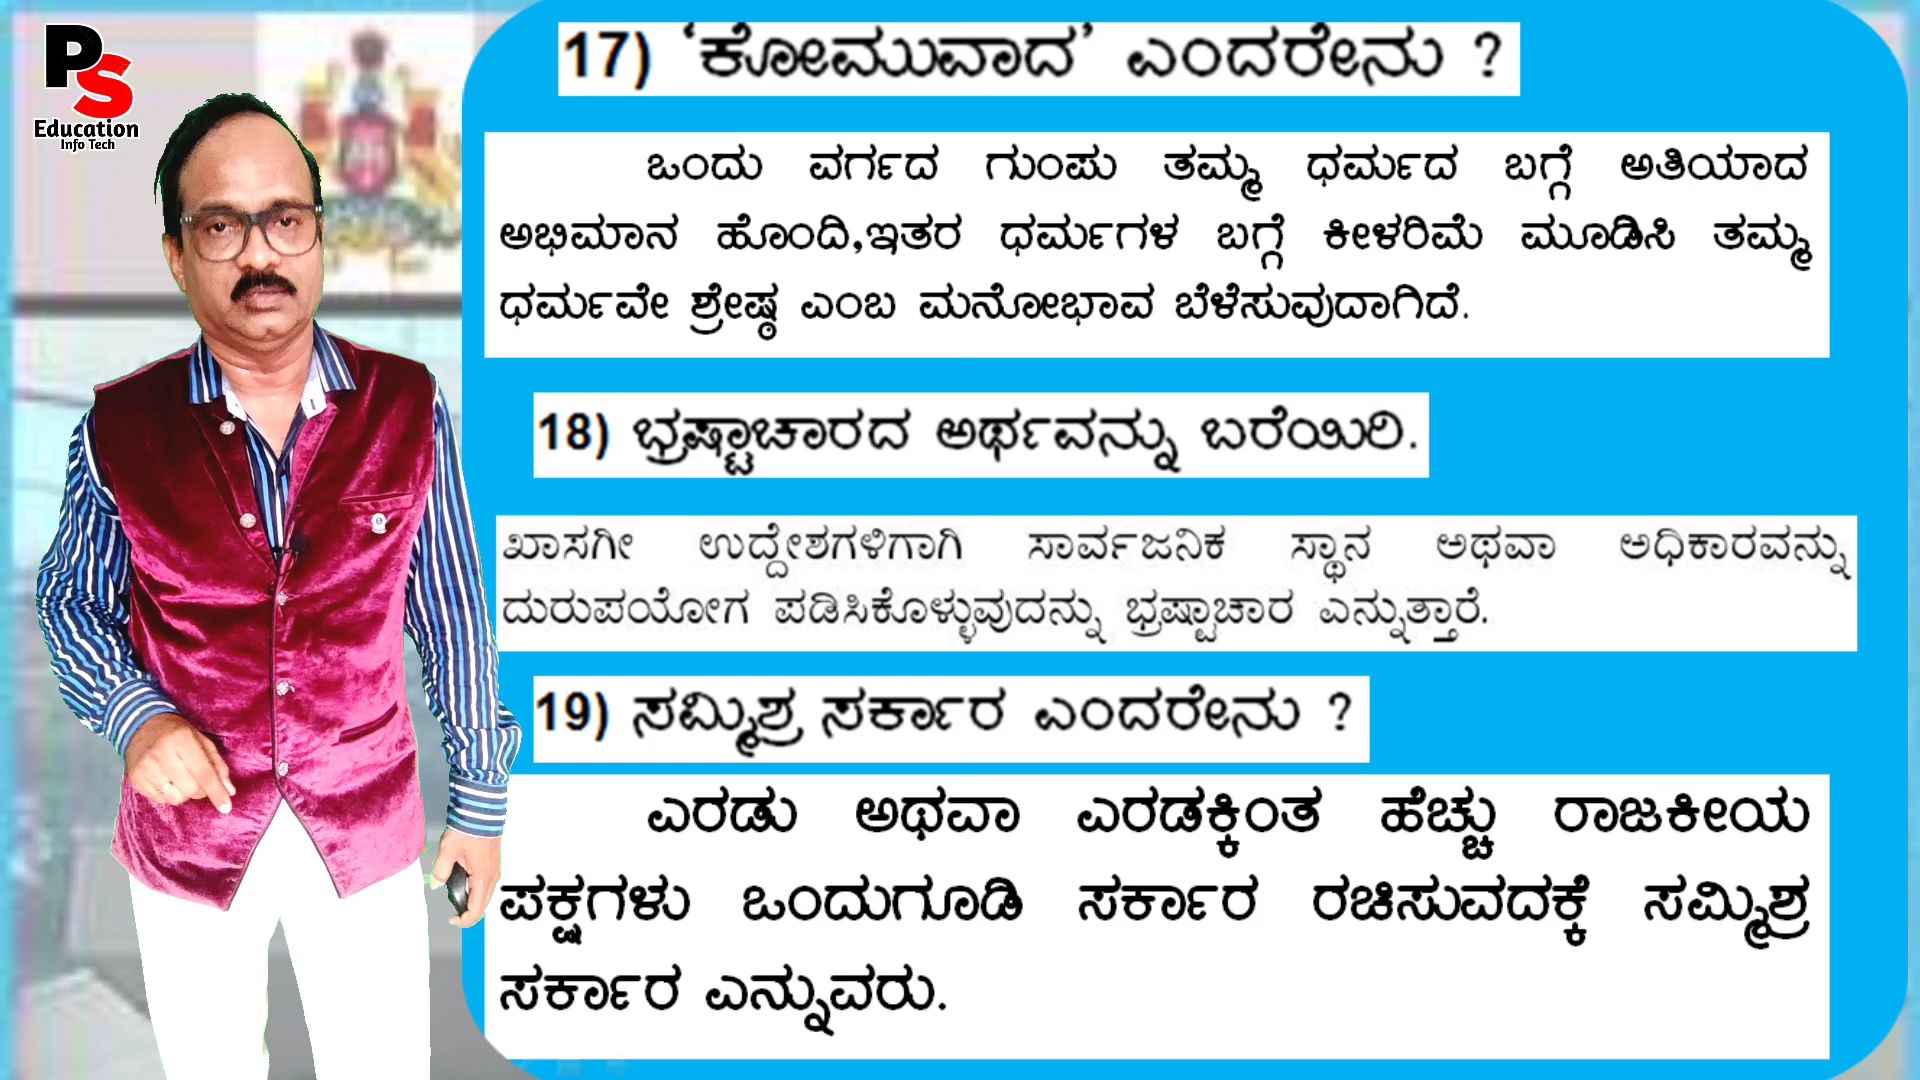 PS
Education
Info Tech
17) ‘ಕೋಮುವಾದ’ ಎಂದರೇನು ?
ಒಂದು ವರ್ಗದ ಗುಂಪು ತಮ್ಮ ಧರ್ಮದ ಬಗ್ಗೆ ಅತಿಯಾದ
ಅಭಿಮಾನ ಹೊಂದಿ,ಇತರ ಧರ್ಮಗಳ ಬಗ್ಗೆ ಕೀಳರಿಮೆ ಮೂಡಿಸಿ ತಮ್ಮ
ಧರ್ಮವೇ ಶ್ರೇಷ್ಠ ಎಂಬ ಮನೋಭಾವ ಬೆಳೆಸುವುದಾಗಿದೆ.
18) ಭ್ರಷ್ಟಾಚಾರದ ಅರ್ಥವನ್ನು ಬರೆಯಿರಿ.
ಖಾಸಗೀ ಉದ್ದೇಶಗಳಿಗಾಗಿ ಸಾರ್ವಜನಿಕ ಸ್ಥಾನ ಅಥವಾ ಅಧಿಕಾರವನ್ನು
ದುರುಪಯೋಗ ಪಡಿಸಿಕೊಳ್ಳುವುದನ್ನು ಭ್ರಷ್ಟಾಚಾರ ಎನ್ನುತ್ತಾರೆ.
19) ಸಮ್ಮಿಶ್ರ ಸರ್ಕಾರ ಎಂದರೇನು ?
ಎರಡು ಅಥವಾ ಎರಡಕ್ಕಿಂತ ಹೆಚ್ಚು ರಾಜಕೀಯ
ಪಕ್ಷಗಳು ಒಂದುಗೂಡಿ ಸರ್ಕಾರ ರಚಿಸುವದಕ್ಕೆ ಸಮ್ಮಿಶ್ರ
ಸರ್ಕಾರ ಎನ್ನುವರು.